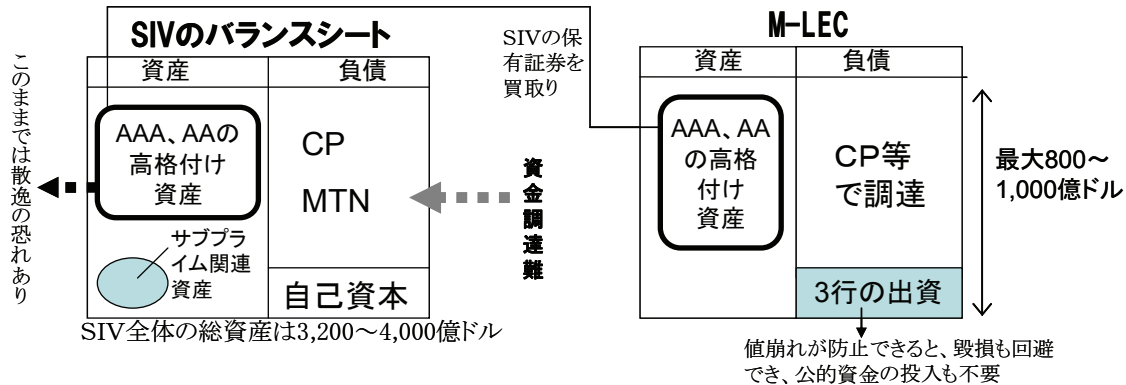 SIVのバランスシート
資産
負債
このままでは散逸の恐れあり
AAA、AAの
高格付け
資産
サブプラ
イム関連
資産
CP
MTN
自己資本
SIV全体の総資産は3,200～4,000億ドル
資金調達難
SIVの保
有証券を
買取り
M-LEC
資産
負債
AAA、AA
の高格
付け
資産
CP等
で調達
3行の出資
最大800～
1,000億ドル
値崩れが防止できると、毀損も回避
でき、公的資金の投入も不要